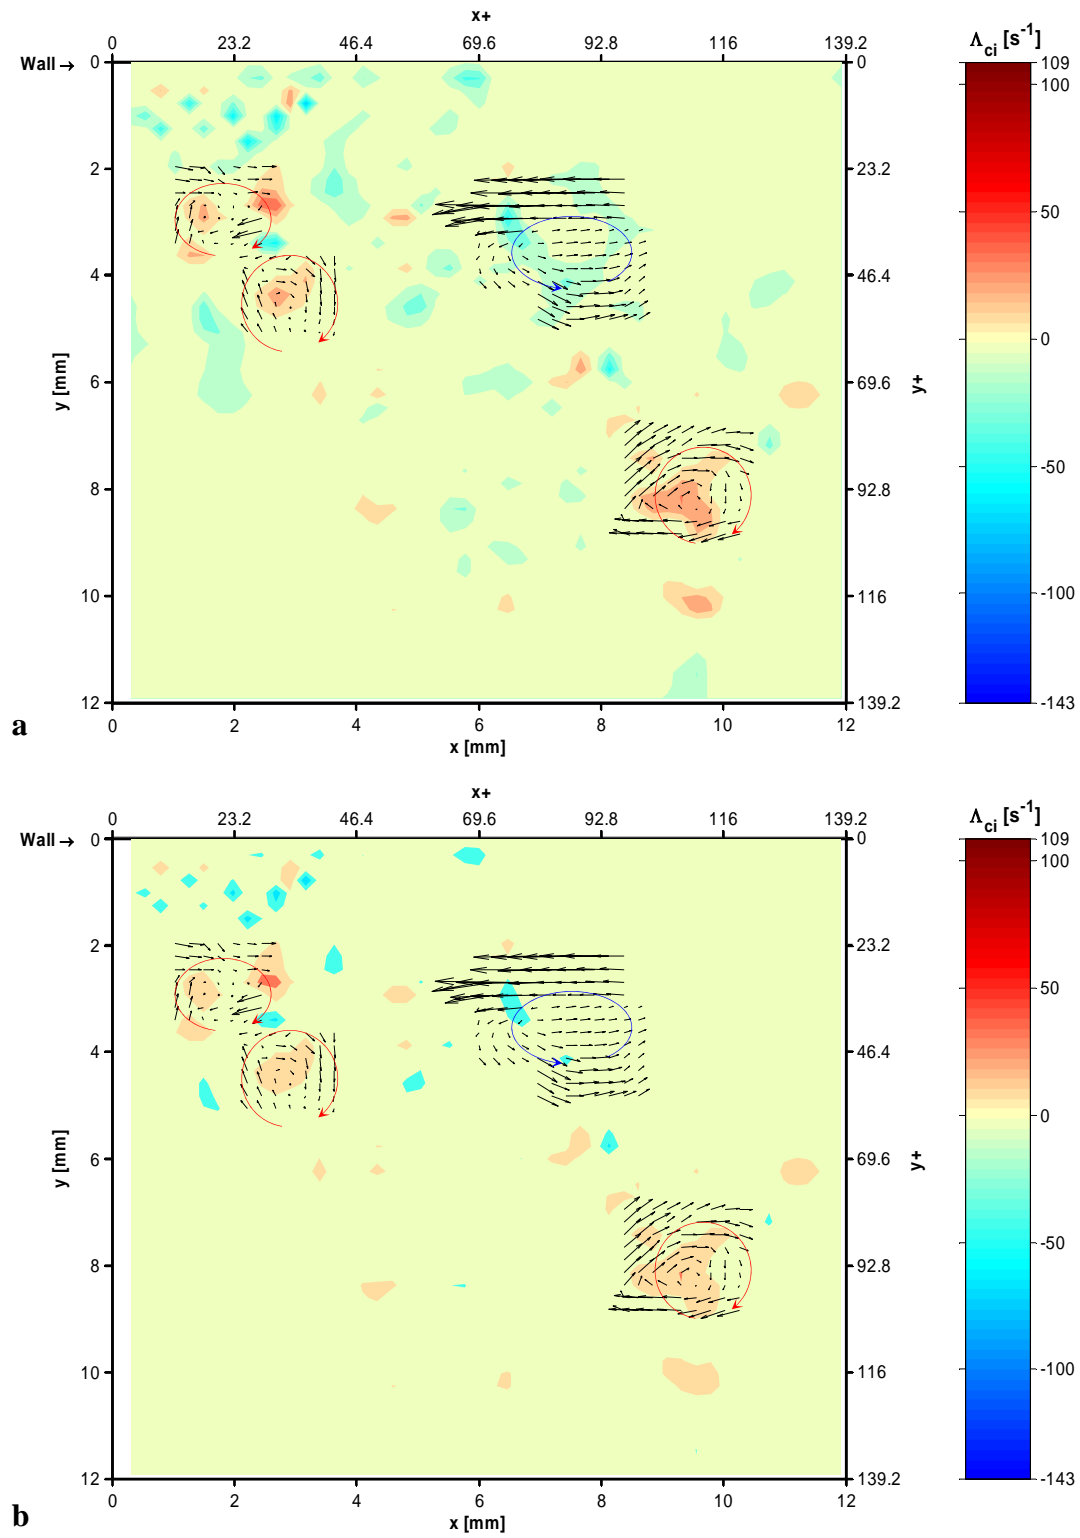 x+
0 23.2 46.4 69.6 92.8 116 139.2
Λci [s-1]
Wall →
0 0 109
100
2 23.2
50
4 46.4
0
y [mm] 6 69.6 y+
-50
8 92.8
10 116 -100
12 139.2 -143
a
0 2 4 6 8 10 12
x [mm]
x+
0 23.2 46.4 69.6 92.8 116 139.2
Λci [s-1]
Wall →
0 0 109
100
2 23.2
50
4 46.4
0
y [mm] 6 69.6 y+
-50
8 92.8
10 116 -100
12 139.2 -143
b
0 2 4 6 8 10 12
x [mm]